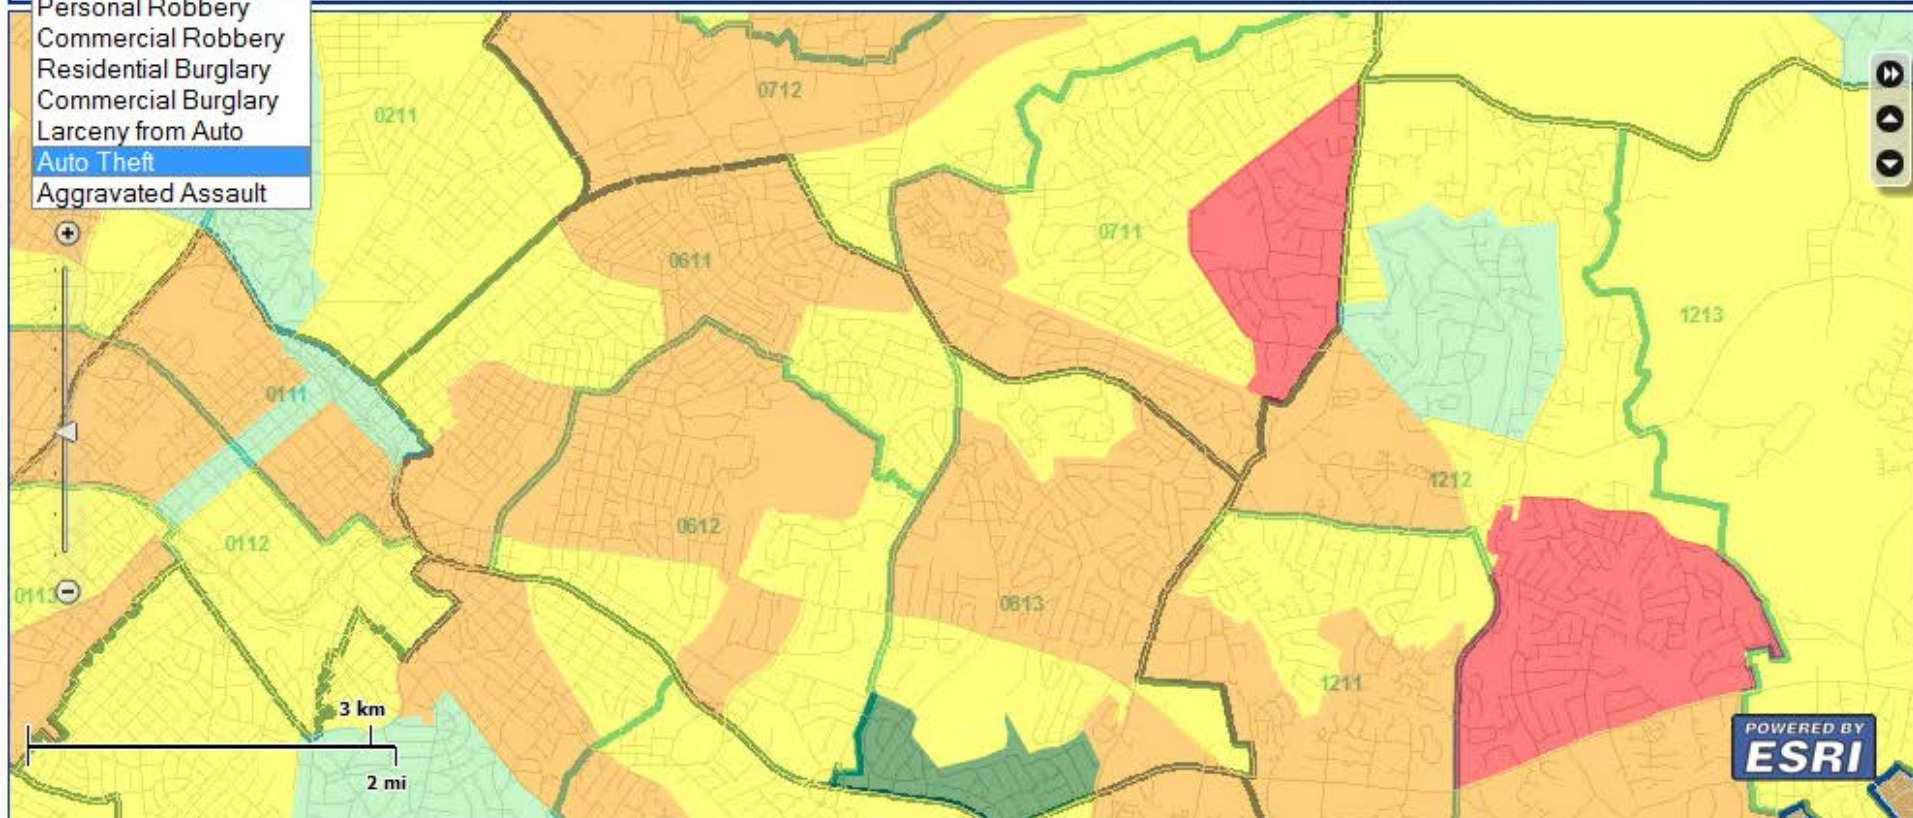 Personal Robbery
Commercial Robbery
Residential Burglary
Commercial Burglary
Larceny from Auto
Auto Theft
Aggravated Assault
0712
0211
0711
0611
1213
0111
1212
0612
0112
0113
0613
1211
3 km
2 mi
POWERED BY
ESRI